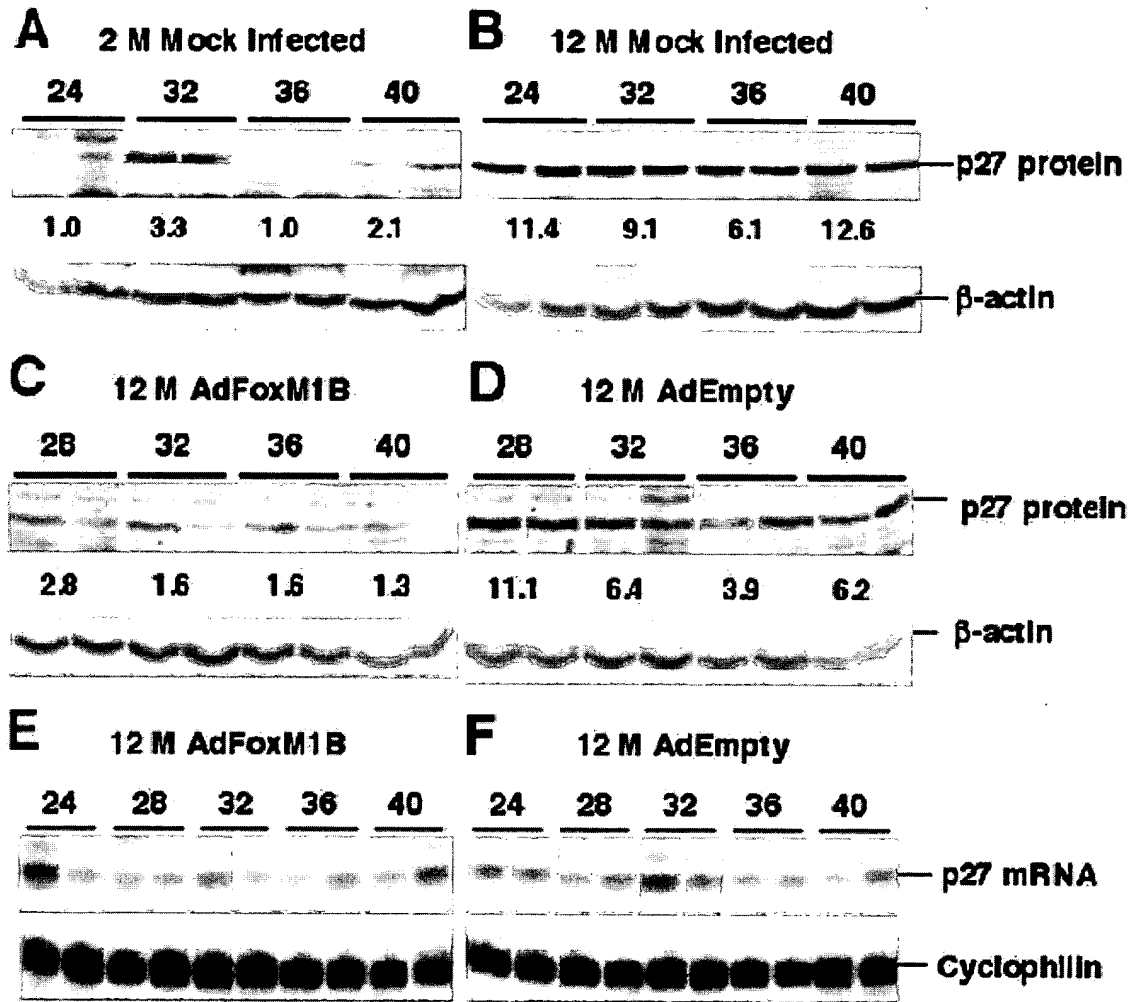 A 2 M Mock Infected
24 32 36 40
1.0 3.3 1.0 2.1
B 12 M Mock Infected
24 32 36 40
p27 protein
11.4 9.1 6.1 12.6
β-actin
C 12 M AdFoxM1B
28 32 36 40
2.8 1.6 1.6 1.3
D 12 M AdEmpty
28 32 36 40
p27 protein
11.1 6.4 3.9 6.2
β-actin
E 12 M AdFoxM1B
24 28 32 36 40
F 12 M AdEmpty
24 28 32 36 40
p27 mRNA
Cyclophilin